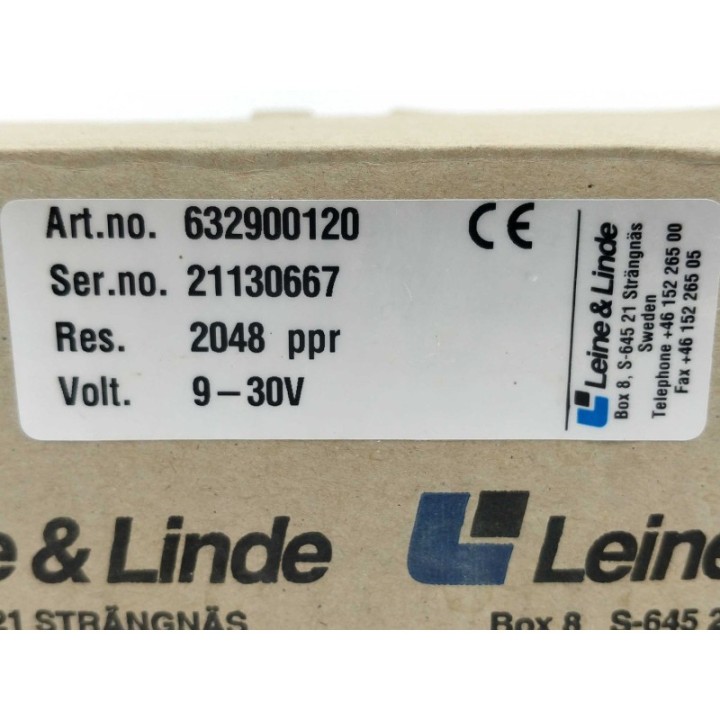 Art.no. 632900120
Ser.no. 21130667
Res. 2048 ppr
Volt. 9–30V
CE
Leine & Linde
Box 8, S-645 21 Strängnäs
Sweden
Telephone +46 152 265 00
Fax +46 152 265 05
e & Linde
21 STRÄNGNÄS
Leine
Box 8 S-645 2